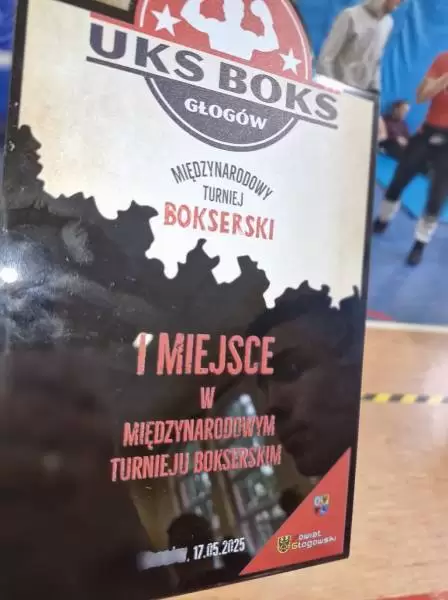 UKS BOKS
GŁOGÓW
MIĘDZYNARODOWY
TURNIEJ
BOKSERSKI
1 MIEJSCE
W
MIĘDZYNARODOWYM
TURNIEJU BOKSERSKIM
17.05.2025
Powiat
Głogowski